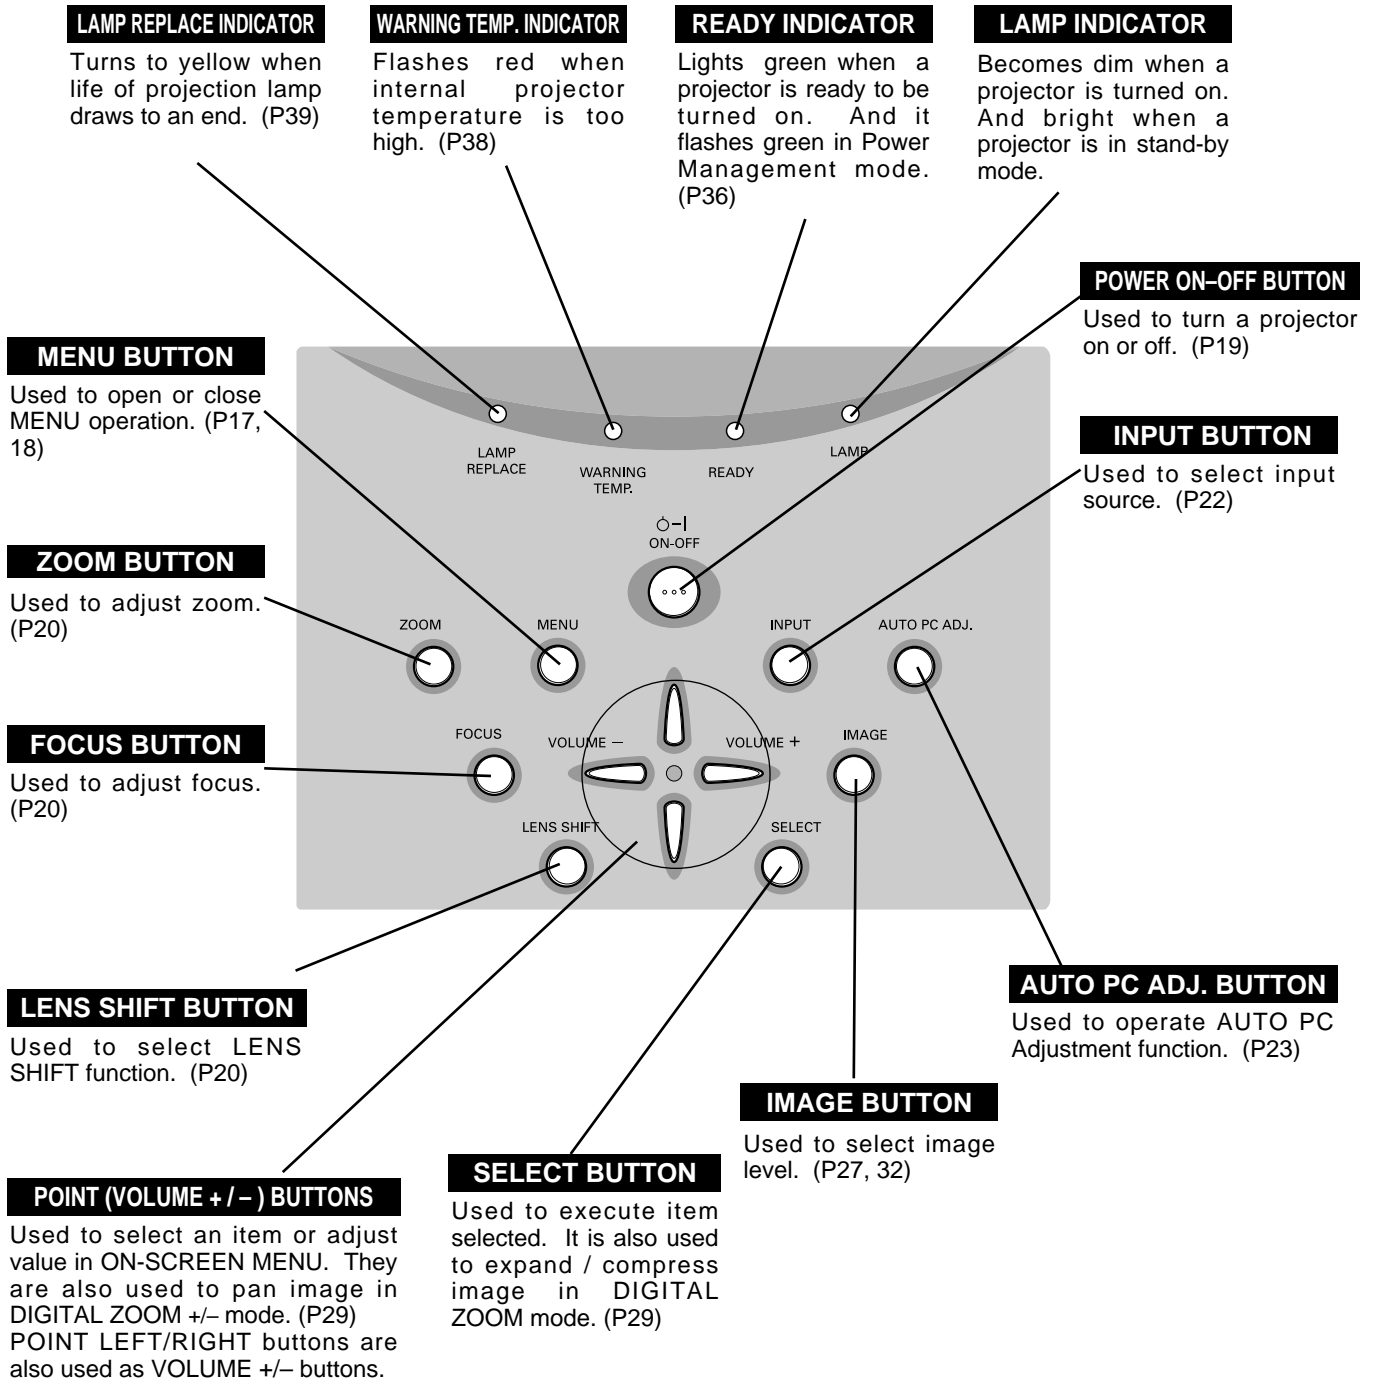 LAMP REPLACE INDICATOR
Turns to yellow when
life of projection lamp
draws to an end. (P39)
WARNING TEMP. INDICATOR
Flashes red when
internal projector
temperature is too
high. (P38)
READY INDICATOR
Lights green when a
projector is ready to be
turned on. And it
flashes green in Power
Management mode.
(P36)
LAMP INDICATOR
Becomes dim when a
projector is turned on.
And bright when a
projector is in stand-by
mode.
POWER ON–OFF BUTTON
Used to turn a projector
on or off. (P19)
MENU BUTTON
Used to open or close
MENU operation. (P17,
18)
INPUT BUTTON
Used to select input
source. (P22)
ZOOM BUTTON
Used to adjust zoom.
(P20)
FOCUS BUTTON
Used to adjust focus.
(P20)
LAMP
REPLACE
WARNING
TEMP.
READY
LAMP
ON-OFF
ZOOM
MENU
INPUT
AUTO PC ADJ.
FOCUS
VOLUME –
VOLUME +
IMAGE
LENS SHIFT
SELECT
LENS SHIFT BUTTON
Used to select LENS
SHIFT function. (P20)
AUTO PC ADJ. BUTTON
Used to operate AUTO PC
Adjustment function. (P23)
IMAGE BUTTON
Used to select image
level. (P27, 32)
SELECT BUTTON
Used to execute item
selected. It is also used
to expand / compress
image in DIGITAL
ZOOM mode. (P29)
POINT (VOLUME + / – ) BUTTONS
Used to select an item or adjust
value in ON-SCREEN MENU. They
are also used to pan image in
DIGITAL ZOOM +/– mode. (P29)
POINT LEFT/RIGHT buttons are
also used as VOLUME +/– buttons.